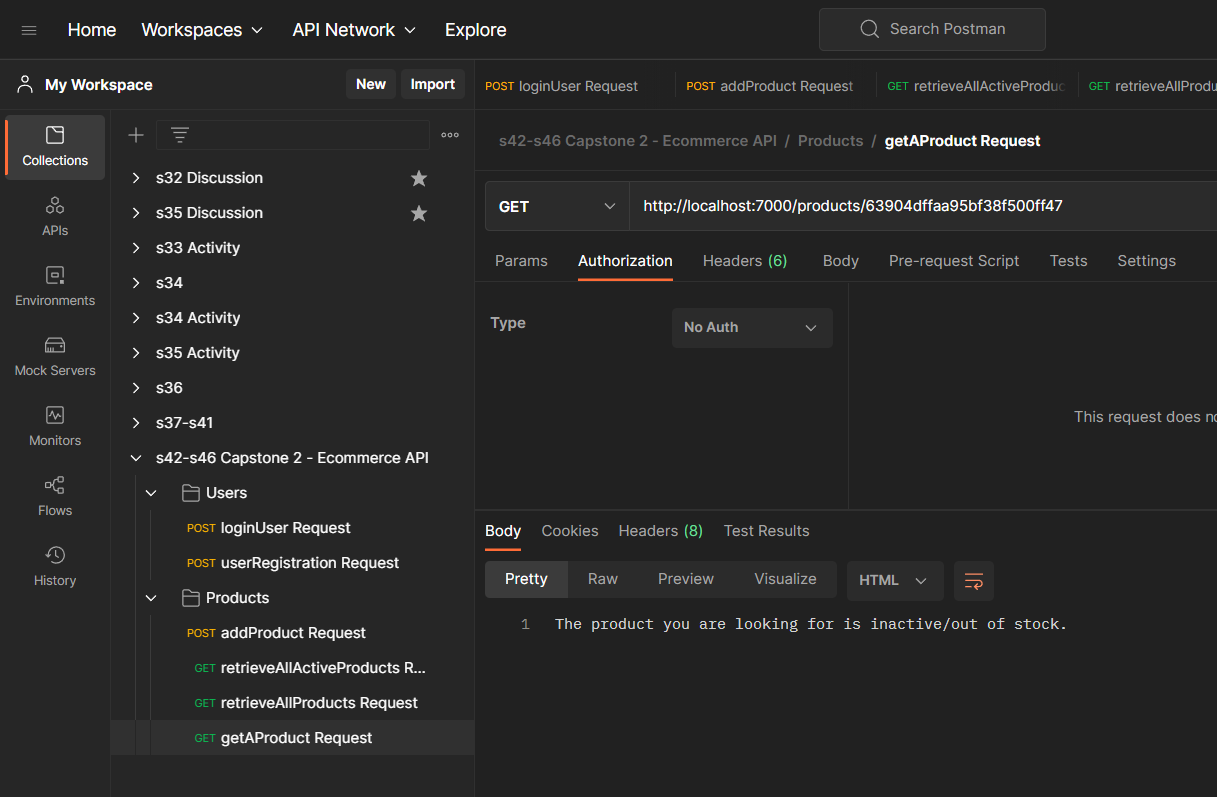 Home Workspaces API Network Explore Search Postman
My Workspace New Import
POST loginUser Request POST addProduct Request GET retrieveAllActiveProduc GET retrieveAllProdu
Collections
APIs
Environments
Mock Servers
Monitors
Flows
History
s32 Discussion
s35 Discussion
s33 Activity
s34
s34 Activity
s35 Activity
s36
s37-s41
s42-s46 Capstone 2 - Ecommerce API
Users
POST loginUser Request
POST userRegistration Request
Products
POST addProduct Request
GET retrieveAllActiveProducts R...
GET retrieveAllProducts Request
GET getAProduct Request
s42-s46 Capstone 2 - Ecommerce API / Products / getAProduct Request
GET http://localhost:7000/products/63904dffaa95bf38f500ff47
Params Authorization Headers (6) Body Pre-request Script Tests Settings
Type No Auth
This request does no
Body Cookies Headers (8) Test Results
Pretty Raw Preview Visualize HTML
1 The product you are looking for is inactive/out of stock.